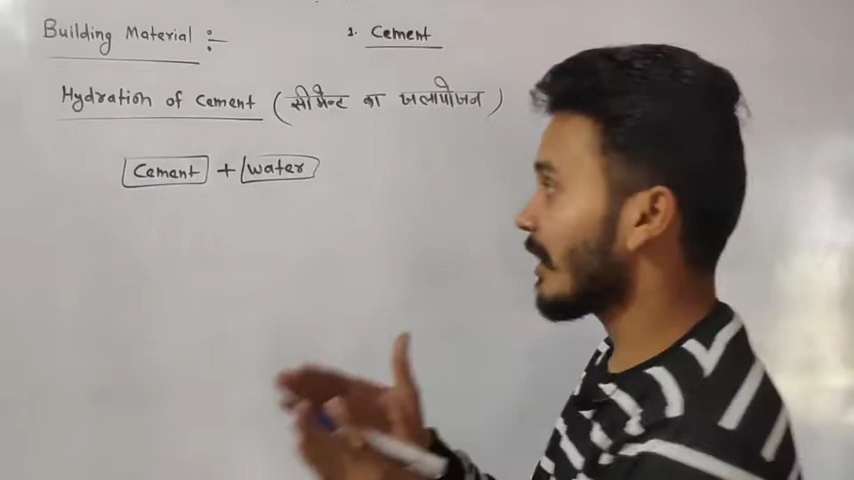 Building Material :-
1. Cement
Hydration of Cement (सीमेन्ट का जलयोजन)
Cement + water